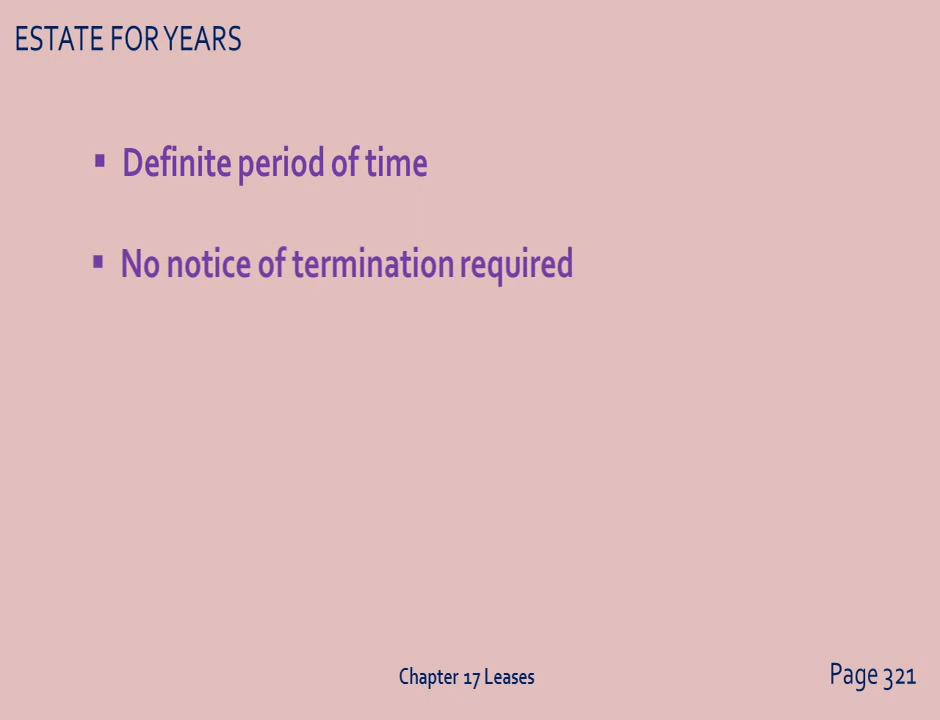 ESTATE FOR YEARS
▪ Definite period of time
▪ No notice of termination required
Chapter 17 Leases
Page 321